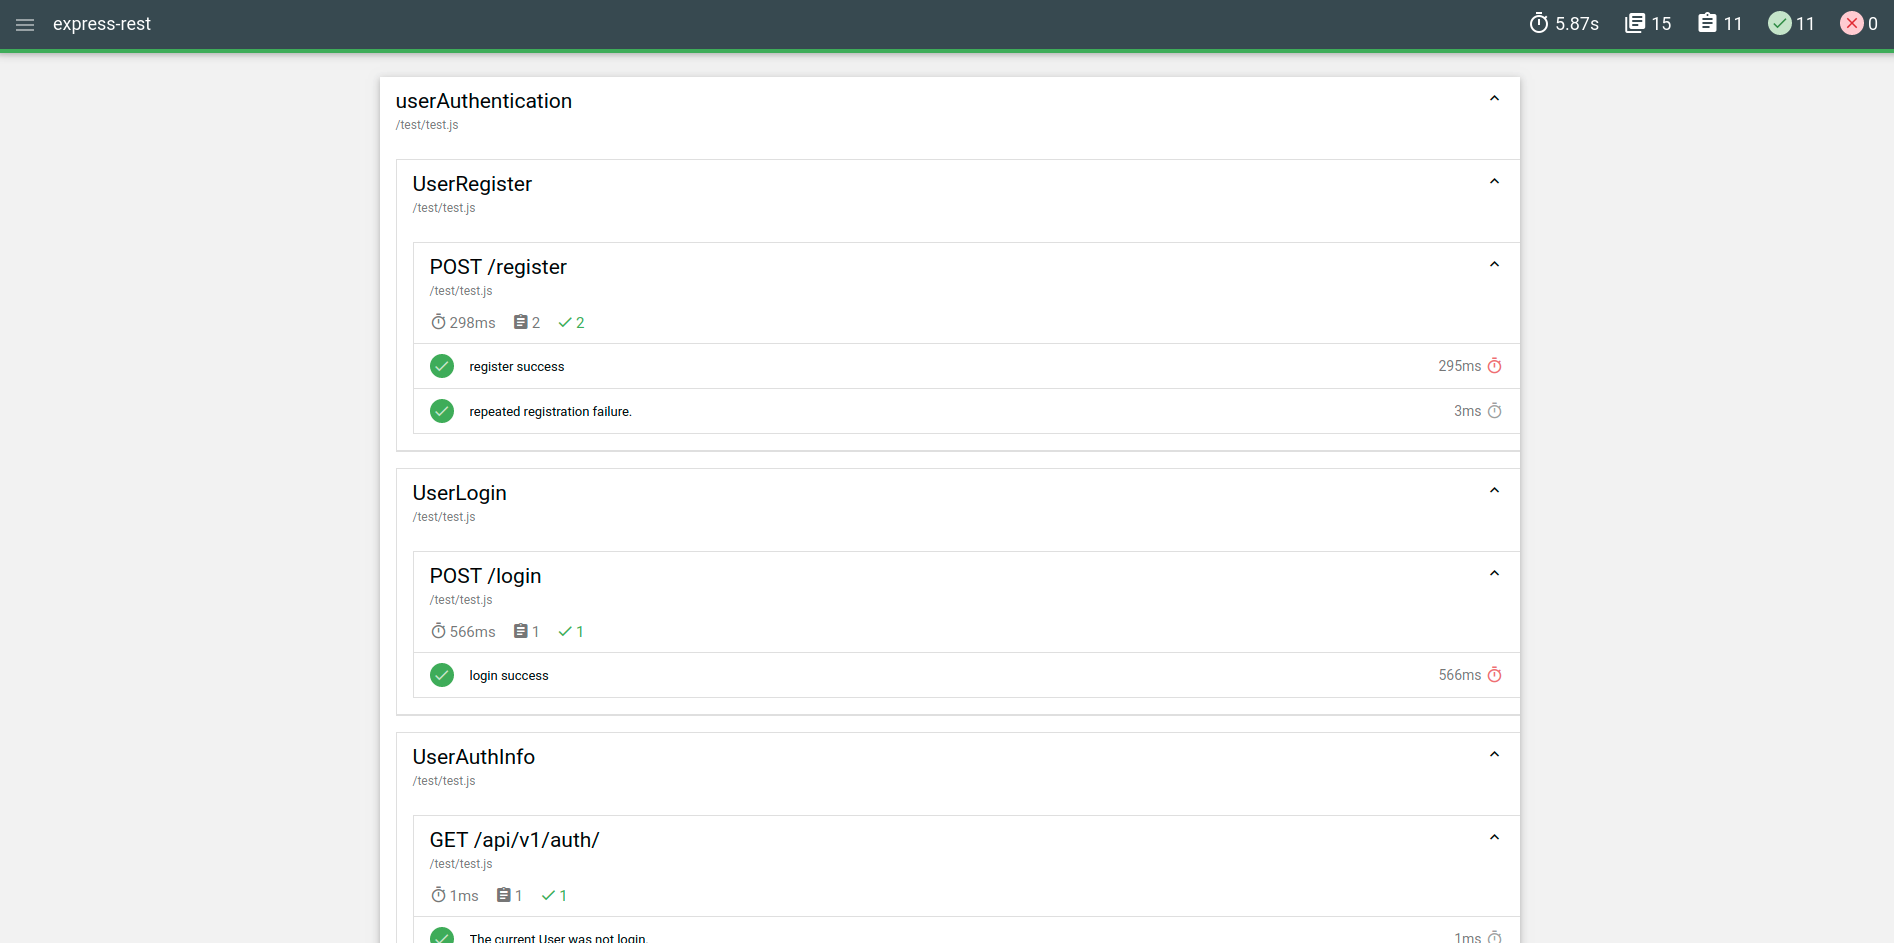 express-rest 5.87s 15 11 11 0
userAuthentication
/test/test.js
UserRegister
/test/test.js
POST /register
/test/test.js
298ms 2 2
register success 295ms
repeated registration failure. 3ms
UserLogin
/test/test.js
POST /login
/test/test.js
566ms 1 1
login success 566ms
UserAuthInfo
/test/test.js
GET /api/v1/auth/
/test/test.js
1ms 1 1
The current User was not login. 1ms